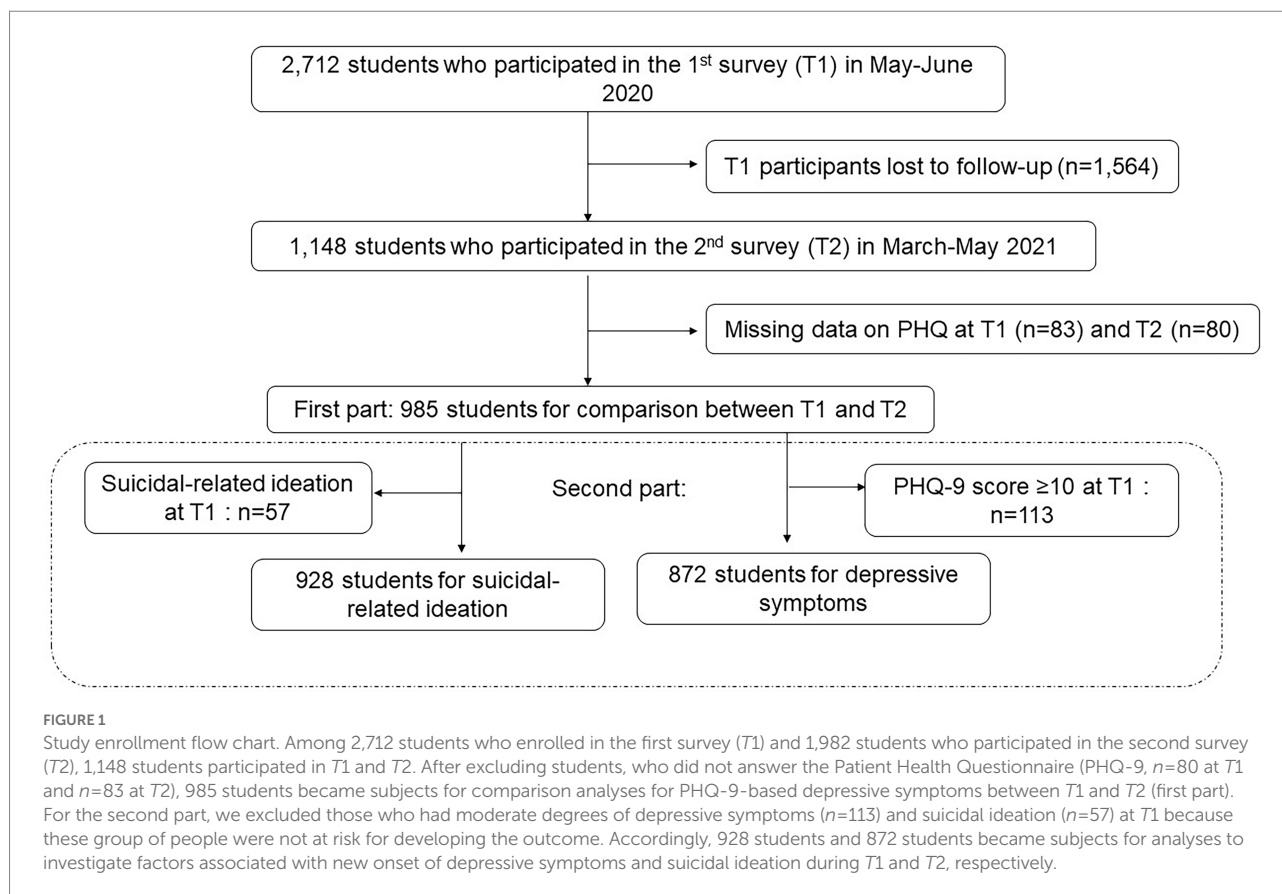 2,712 students who participated in the 1st survey (T1) in May-June
2020
T1 participants lost to follow-up (n=1,564)
1,148 students who participated in the 2nd survey (T2) in March-May 2021
Missing data on PHQ at T1 (n=83) and T2 (n=80)
First part: 985 students for comparison between T1 and T2
Suicidal-related ideation
at T1 : n=57
Second part:
PHQ-9 score ≥10 at T1 :
n=113
928 students for suicidal-
related ideation
872 students for depressive
symptoms
FIGURE 1
Study enrollment flow chart. Among 2,712 students who enrolled in the first survey (T1) and 1,982 students who participated in the second survey
(T2), 1,148 students participated in T1 and T2. After excluding students, who did not answer the Patient Health Questionnaire (PHQ-9, n=80 at T1
and n=83 at T2), 985 students became subjects for comparison analyses for PHQ-9-based depressive symptoms between T1 and T2 (first part).
For the second part, we excluded those who had moderate degrees of depressive symptoms (n=113) and suicidal ideation (n=57) at T1 because
these group of people were not at risk for developing the outcome. Accordingly, 928 students and 872 students became subjects for analyses to
investigate factors associated with new onset of depressive symptoms and suicidal ideation during T1 and T2, respectively.